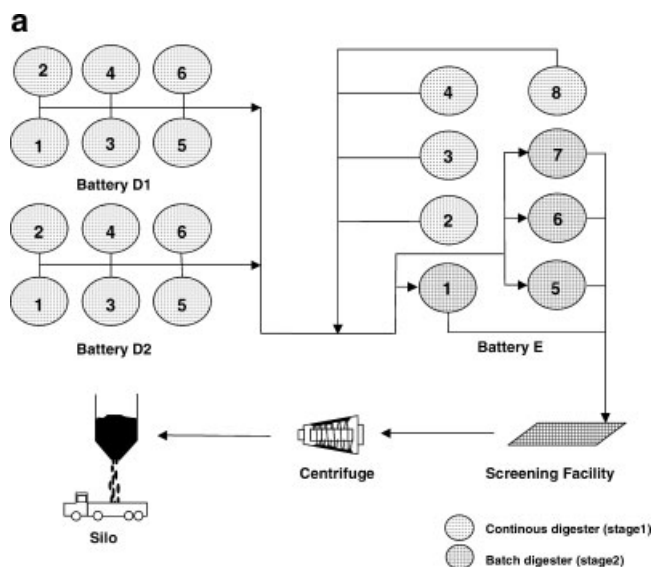 a
2 4 6
1 3 5
Battery D1
2 4 6
1 3 5
Battery D2
4 8
3 7
2 6
1 5
Battery E
Silo
Centrifuge
Screening Facility
Continous digester (stage1)
Batch digester (stage2)